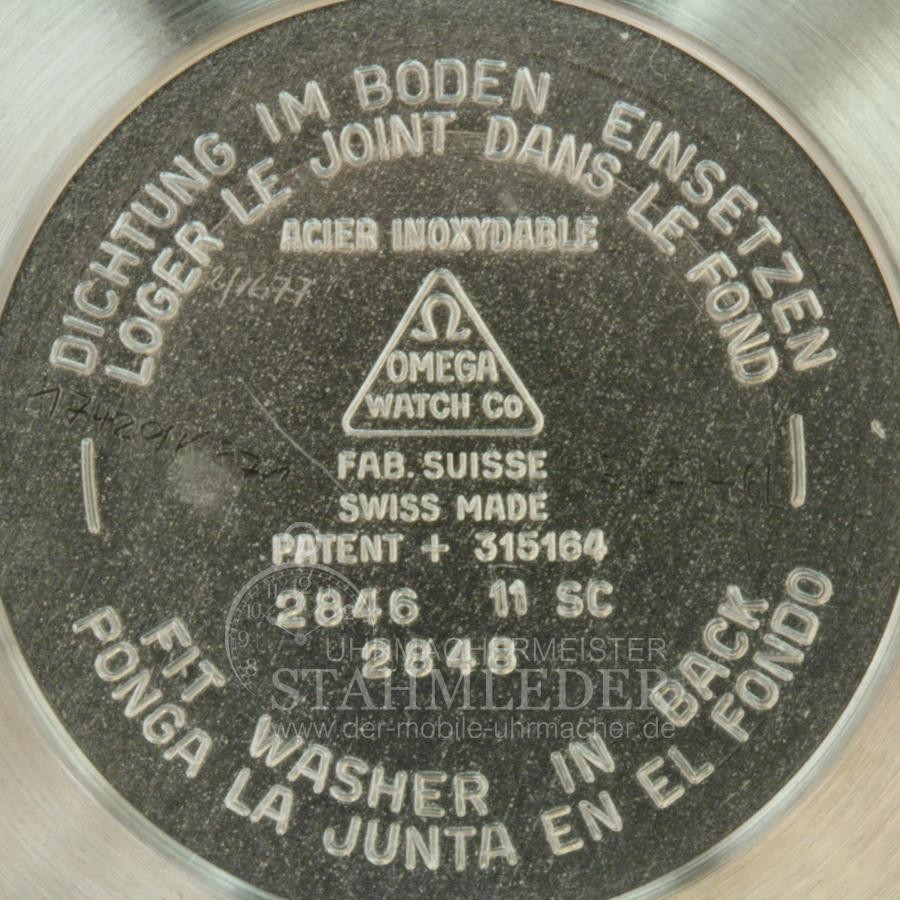 DICHTUNG IM BODEN EINSETZEN
LOGER LE JOINT DANS LE FOND
ACIER INOXYDABLE
2/1677
Ω
OMEGA
WATCH CO
FAB. SUISSE
SWISS MADE
PATENT + 315164
2846 11 SC
2848
UHRMACHERMEISTER
STAHMLEDER
www.der-mobile-uhrmacher.de
FIT WASHER IN BACK
PONGA LA JUNTA EN EL FONDO